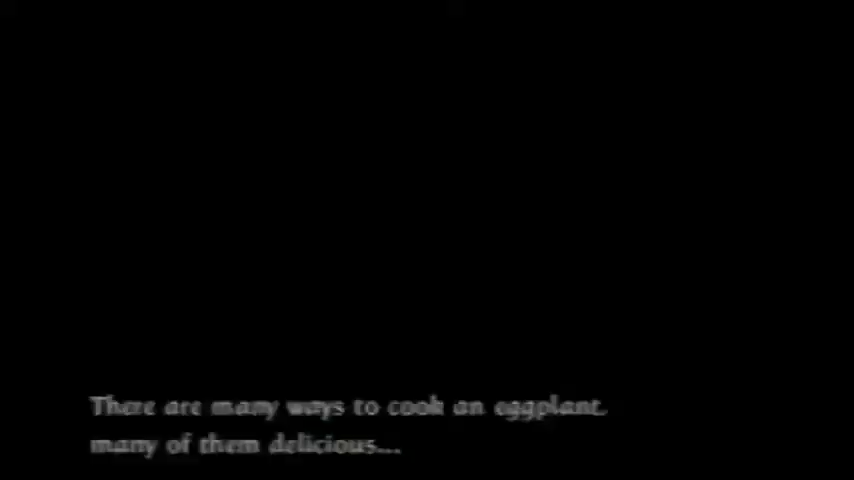 There are many ways to cook an eggplant.
many of them delicious...